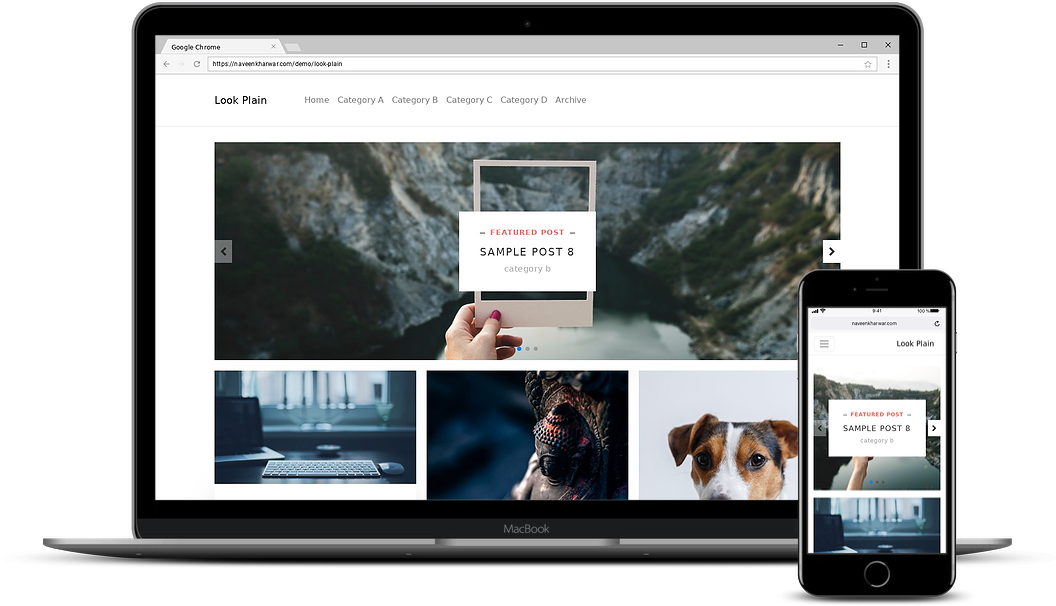 Google Chrome
https://naveenkharwar.com/demo/look-plain
Look Plain Home Category A Category B Category C Category D Archive
— FEATURED POST —
SAMPLE POST 8
category b
MacBook
9:41 100%
naveenkharwar.com
Look Plain
— FEATURED POST —
SAMPLE POST 8
category b